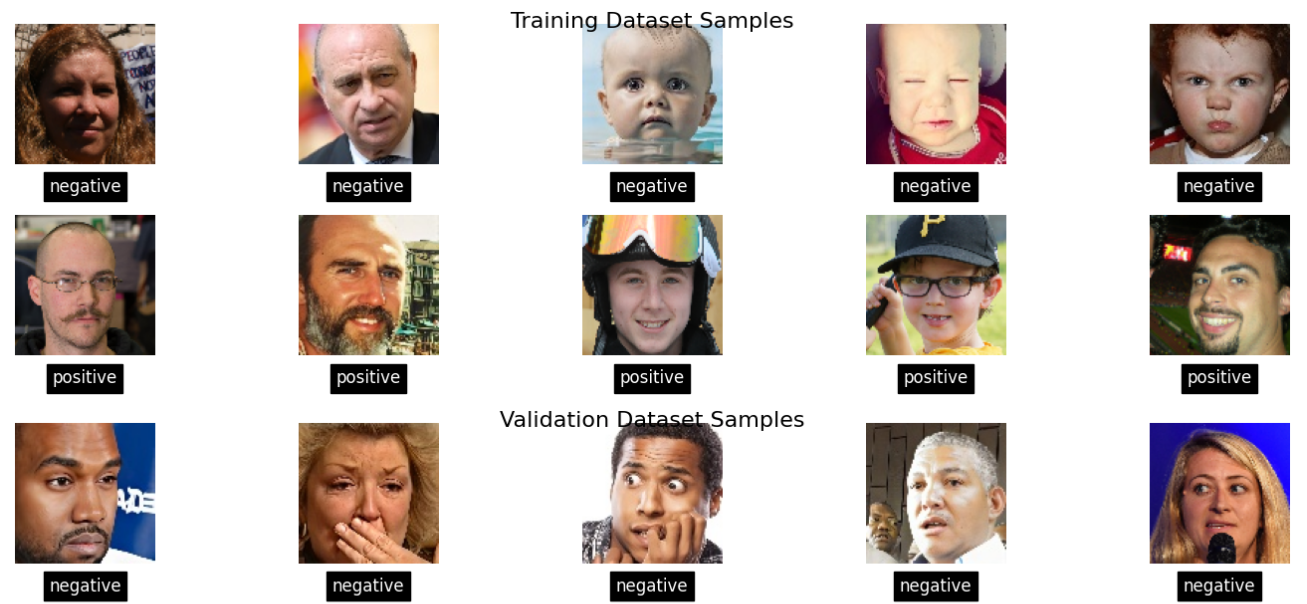 Training Dataset Samples
PEOPLE
negative negative negative negative negative
P
positive positive positive positive positive
Validation Dataset Samples
negative negative negative negative negative